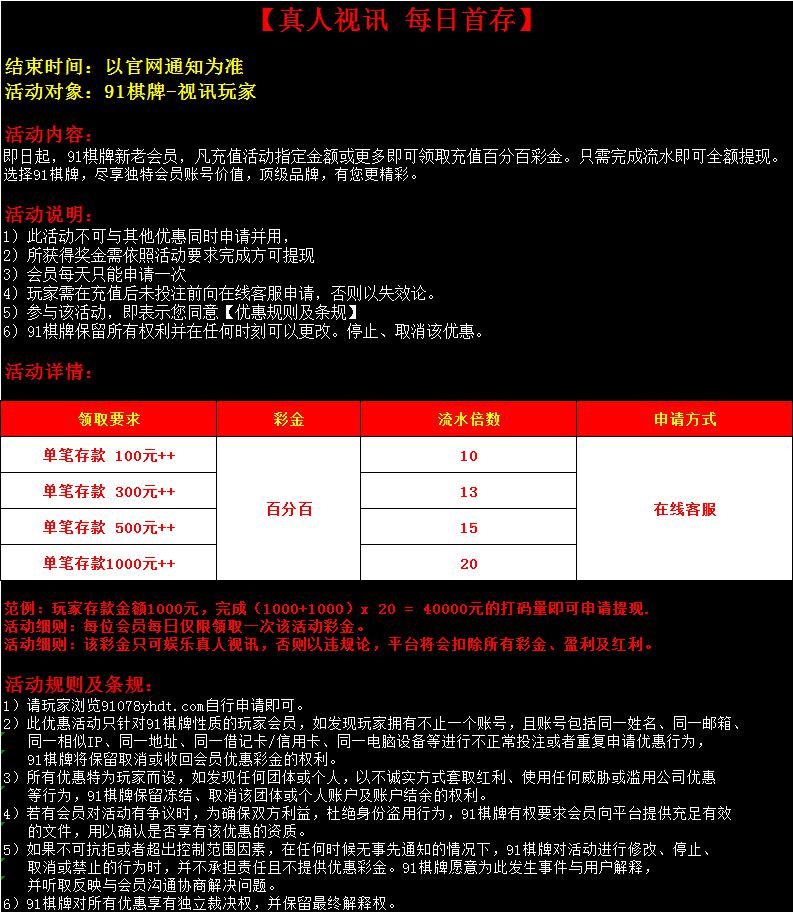 【真人视讯 每日首存】
结束时间：以官网通知为准
活动对象：91棋牌-视讯玩家
活动内容：
即日起，91棋牌新老会员，凡充值活动指定金额或更多即可领取充值百分百彩金。只需完成流水即可全额提现。
选择91棋牌，尽享独特会员账号价值，顶级品牌，有您更精彩。
活动说明：
1）此活动不可与其他优惠同时申请并用，
2）所获得奖金需依照活动要求完成方可提现
3）会员每天只能申请一次
4）玩家需在充值后未投注前向在线客服申请，否则以失效论。
5）参与该活动，即表示您同意【优惠规则及条规】
6）91棋牌保留所有权利并在任何时刻可以更改。停止、取消该优惠。
活动详情：
领取要求 彩金 流水倍数 申请方式
单笔存款 100元++ 10
单笔存款 300元++ 13
百分百 在线客服
单笔存款 500元++ 15
单笔存款1000元++ 20
范例：玩家存款金额1000元，完成（1000+1000）x 20 = 40000元的打码量即可申请提现.
活动细则：每位会员每日仅限领取一次该活动彩金。
活动细则：该彩金只可娱乐真人视讯，否则以违规论，平台将会扣除所有彩金、盈利及红利。
活动规则及条规：
1）请玩家浏览91078yhdt.com自行申请即可。
2）此优惠活动只针对91棋牌性质的玩家会员，如发现玩家拥有不止一个账号，且账号包括同一姓名、同一邮箱、
同一相似IP、同一地址、同一借记卡/信用卡、同一电脑设备等进行不正常投注或者重复申请优惠行为，
91棋牌将保留取消或收回会员优惠彩金的权利。
3）所有优惠特为玩家而设，如发现任何团体或个人，以不诚实方式套取红利、使用任何威胁或滥用公司优惠
等行为，91棋牌保留冻结、取消该团体或个人账户及账户结余的权利。
4）若有会员对活动有争议时，为确保双方利益，杜绝身份盗用行为，91棋牌有权要求会员向平台提供充足有效
的文件，用以确认是否享有该优惠的资质。
5）如果不可抗拒或者超出控制范围因素，在任何时候无事先通知的情况下，91棋牌对活动进行修改、停止、
取消或禁止的行为时，并不承担责任且不提供优惠彩金。91棋牌愿意为此发生事件与用户解释，
并听取反映与会员沟通协商解决问题。
6）91棋牌对所有优惠享有独立裁决权，并保留最终解释权。